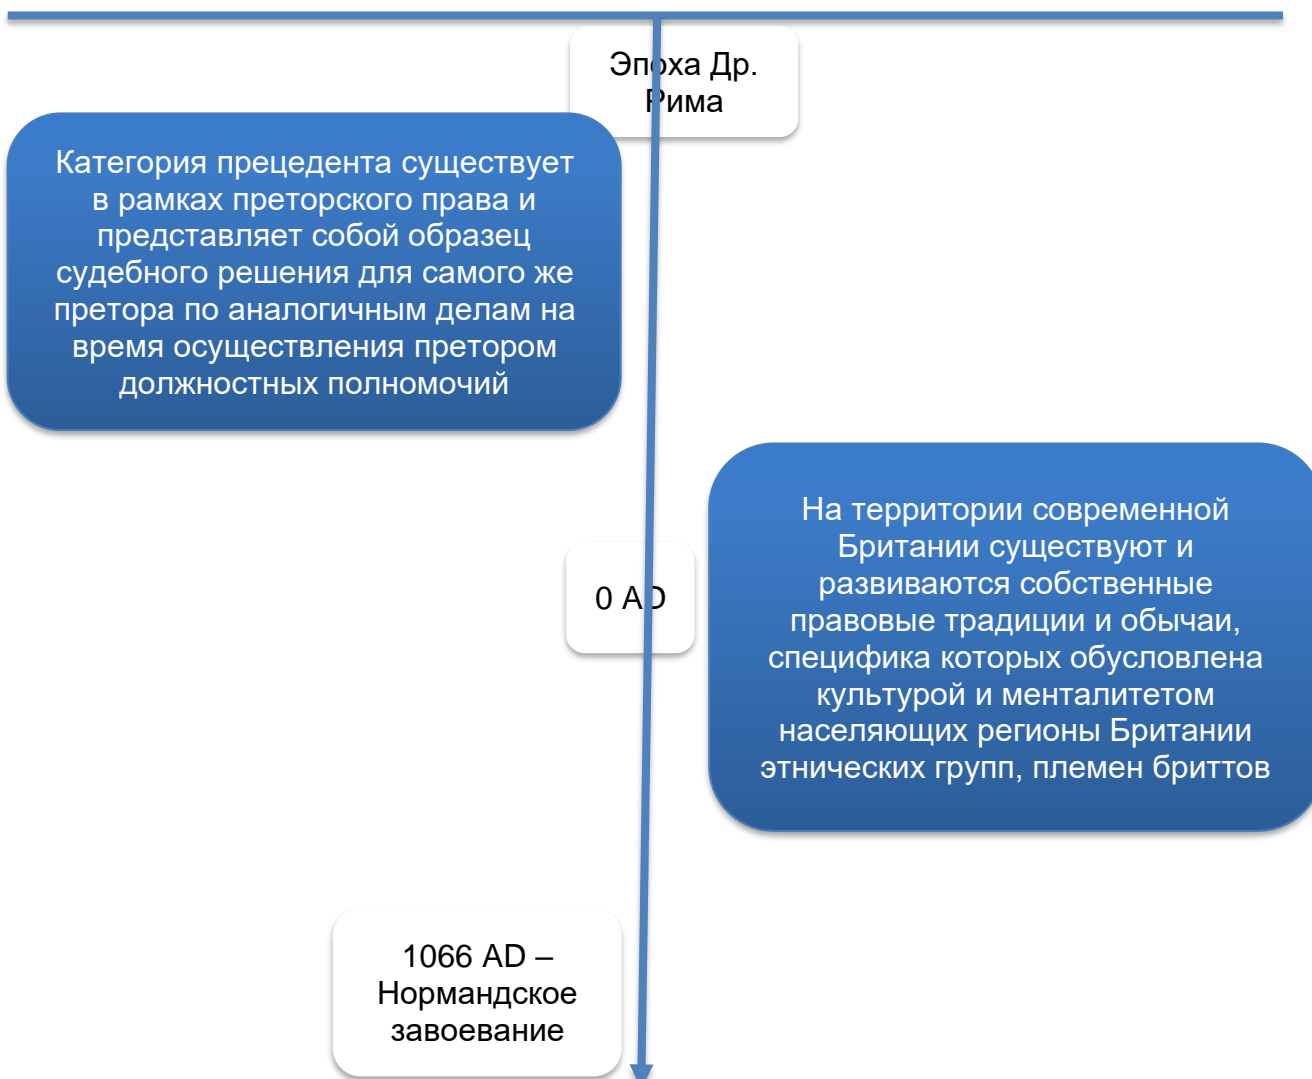 Эпоха Др.
Рима
Категория прецедента существует
в рамках преторского права и
представляет собой образец
судебного решения для самого же
претора по аналогичным делам на
время осуществления претором
должностных полномочий
На территории современной
Британии существуют и
развиваются собственные
правовые традиции и обычаи,
специфика которых обусловлена
культурой и менталитетом
населяющих регионы Британии
этнических групп, племен бриттов
0 AD
1066 AD –
Нормандское
завоевание